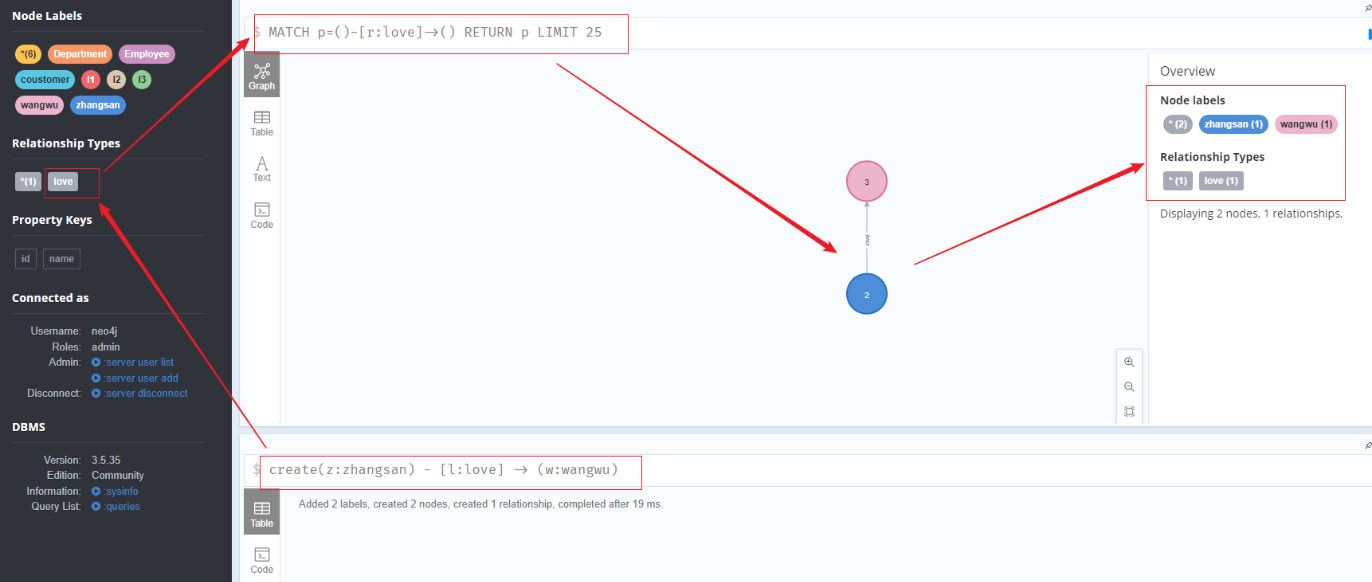 Node Labels
*(6) Department Employee
coustomer l1 l2 l3
wangwu zhangsan
Relationship Types
*(1) love
Property Keys
id name
Connected as
Username: neo4j
Roles: admin
Admin: :server user list
:server user add
Disconnect: :server disconnect
DBMS
Version: 3.5.35
Edition: Community
Information: :sysinfo
Query List: :queries
$ MATCH p=()-[r:love]->() RETURN p LIMIT 25
Graph
Table
A
Text
Code
3
love
2
Overview
Node labels
* (2) zhangsan (1) wangwu (1)
Relationship Types
* (1) love (1)
Displaying 2 nodes, 1 relationships.
$ create(z:zhangsan) - [l:love] -> (w:wangwu)
Table
Code
Added 2 labels, created 2 nodes, created 1 relationship, completed after 19 ms.